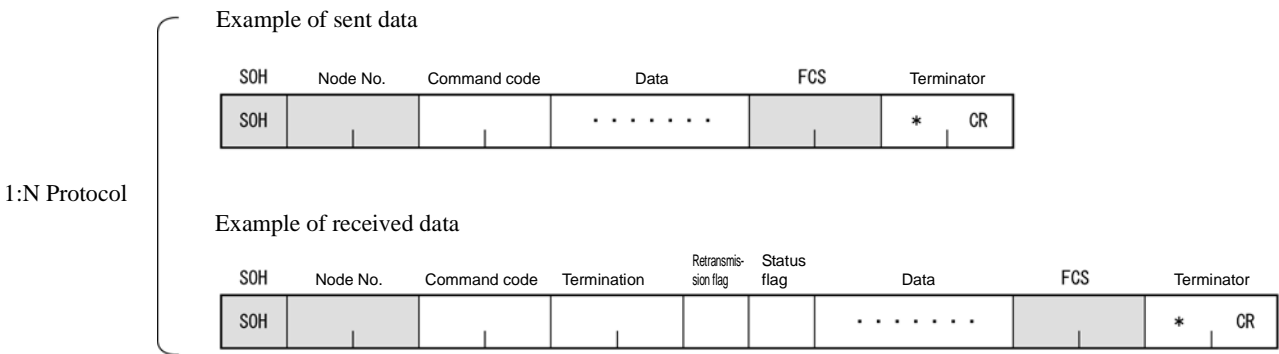 Example of sent data
SOH Node No. Command code Data FCS Terminator
SOH ・・・・・・・ * CR
1:N Protocol
Example of received data
SOH Node No. Command code Termination Retransmis-
sion flag Status
flag Data FCS Terminator
SOH ・・・・・・・ * CR